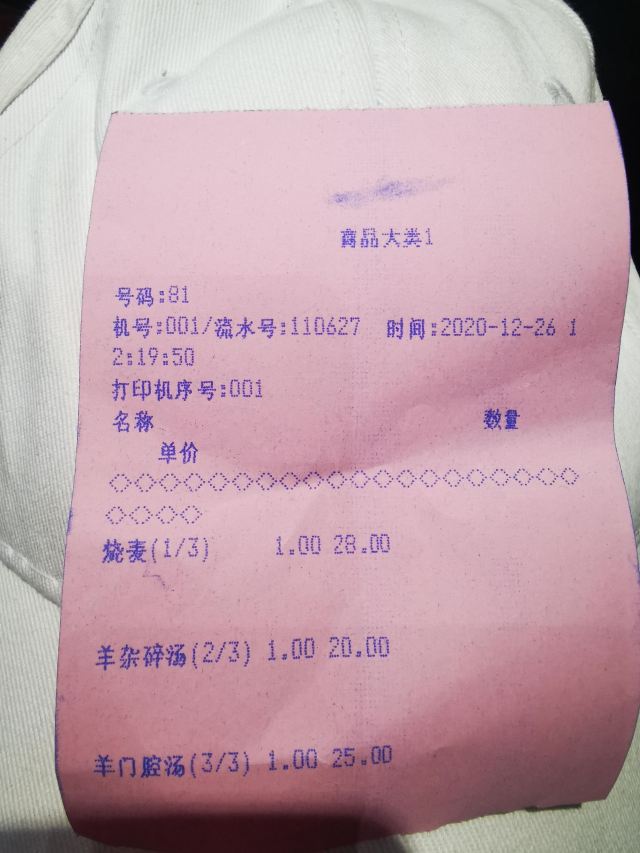 商品大类1
号码:81
机号:001/流水号:110627 时间:2020-12-26 1
2:19:50
打印机序号:001
名称 数量
单价
◇◇◇◇◇◇◇◇◇◇◇◇◇◇◇◇◇◇◇
◇◇◇◇
烧麦(1/3) 1.00 28.00
羊杂碎汤(2/3) 1.00 20.00
羊门腔汤(3/3) 1.00 25.00